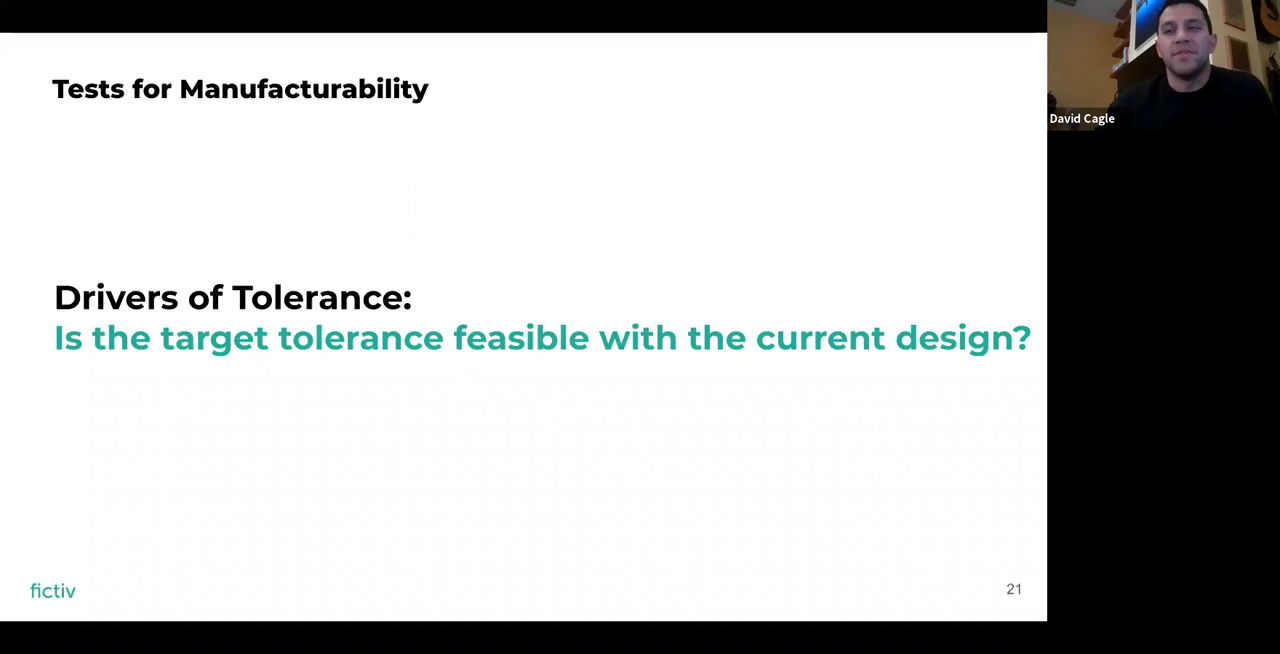 Tests for Manufacturability
Drivers of Tolerance:
Is the target tolerance feasible with the current design?
fictiv
21
David Cagle